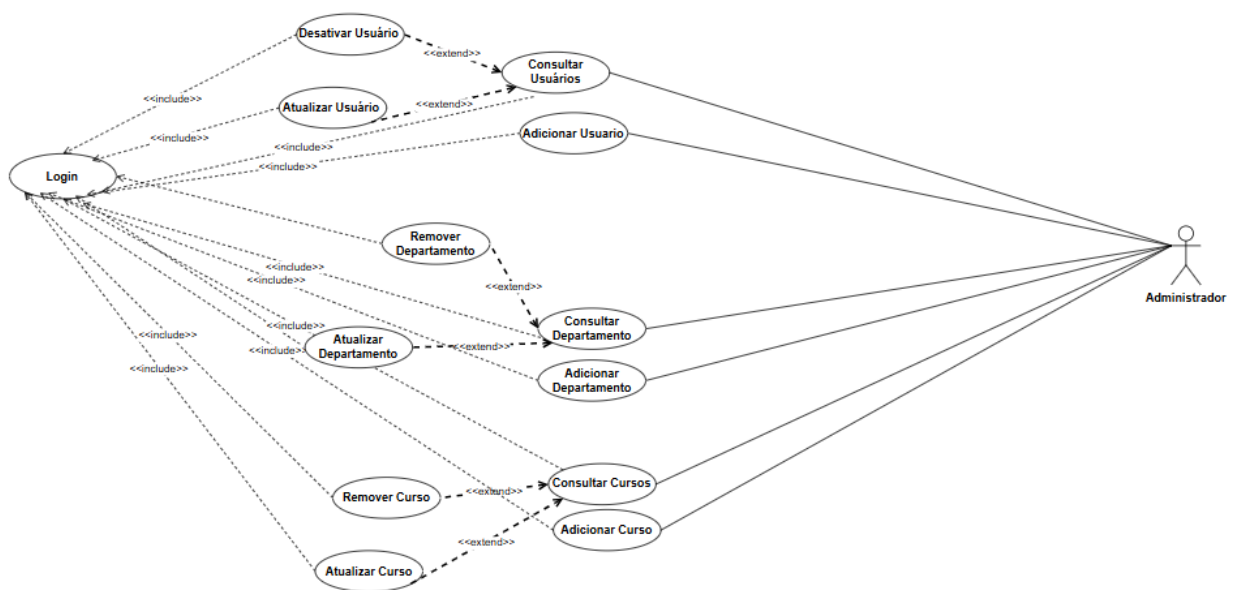 Desativar Usuário
<<extend>>
Consultar
Usuários
<<include>>
Atualizar Usuário
<<extend>>
<<include>>
Adicionar Usuario
<<include>>
<<include>>
Login
Remover
Departamento
<<include>>
<<include>>
<<extend>>
Administrador
<<include>>
<<include>>
Atualizar
Departamento
<<extend>>
Consultar
Departamento
<<include>>
<<include>>
Adicionar
Departamento
Remover Curso
<<extend>>
Consultar Cursos
Adicionar Curso
<<extend>>
Atualizar Curso